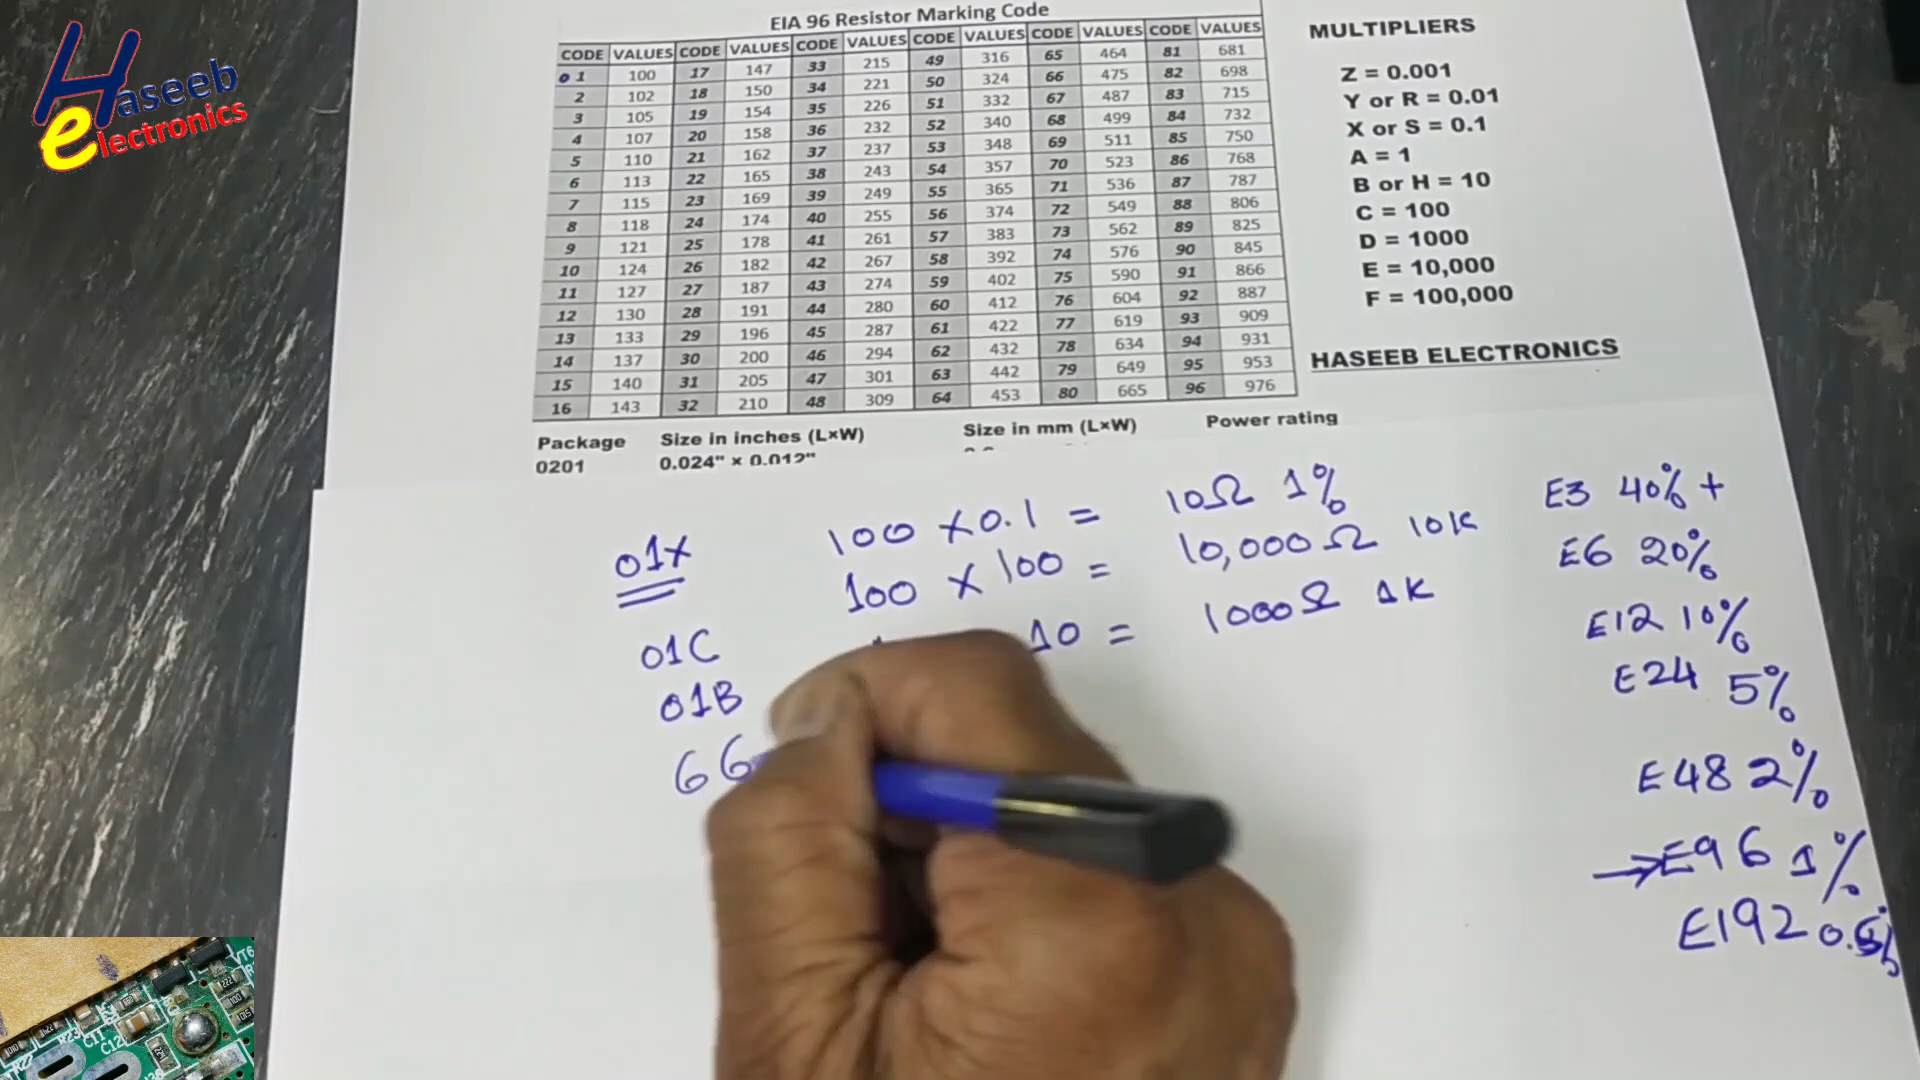 Haseeb
electronics
EIA 96 Resistor Marking Code
CODE VALUES CODE VALUES CODE VALUES CODE VALUES CODE VALUES CODE VALUES
01 100 17 147 33 215 49 316 65 464 81 681
2 102 18 150 34 221 50 324 66 475 82 698
3 105 19 154 35 226 51 332 67 487 83 715
4 107 20 158 36 232 52 340 68 499 84 732
5 110 21 162 37 237 53 348 69 511 85 750
6 113 22 165 38 243 54 357 70 523 86 768
7 115 23 169 39 249 55 365 71 536 87 787
8 118 24 174 40 255 56 374 72 549 88 806
9 121 25 178 41 261 57 383 73 562 89 825
10 124 26 182 42 267 58 392 74 576 90 845
11 127 27 187 43 274 59 402 75 590 91 866
12 130 28 191 44 280 60 412 76 604 92 887
13 133 29 196 45 287 61 422 77 619 93 909
14 137 30 200 46 294 62 432 78 634 94 931
15 140 31 205 47 301 63 442 79 649 95 953
16 143 32 210 48 309 64 453 80 665 96 976
MULTIPLIERS
Z = 0.001
Y or R = 0.01
X or S = 0.1
A = 1
B or H = 10
C = 100
D = 1000
E = 10,000
F = 100,000
HASEEB ELECTRONICS
Package Size in inches (L×W) Size in mm (L×W) Power rating
0201 0.024" × 0.012"
01X 100 × 0.1 = 10Ω 1%
01C 100 × 100 = 10,000Ω 10K
01B 10 = 1000Ω 1K
66
E3 40% +
E6 20%
E12 10%
E24 5%
E48 2%
→E96 1%
E192 0.5%